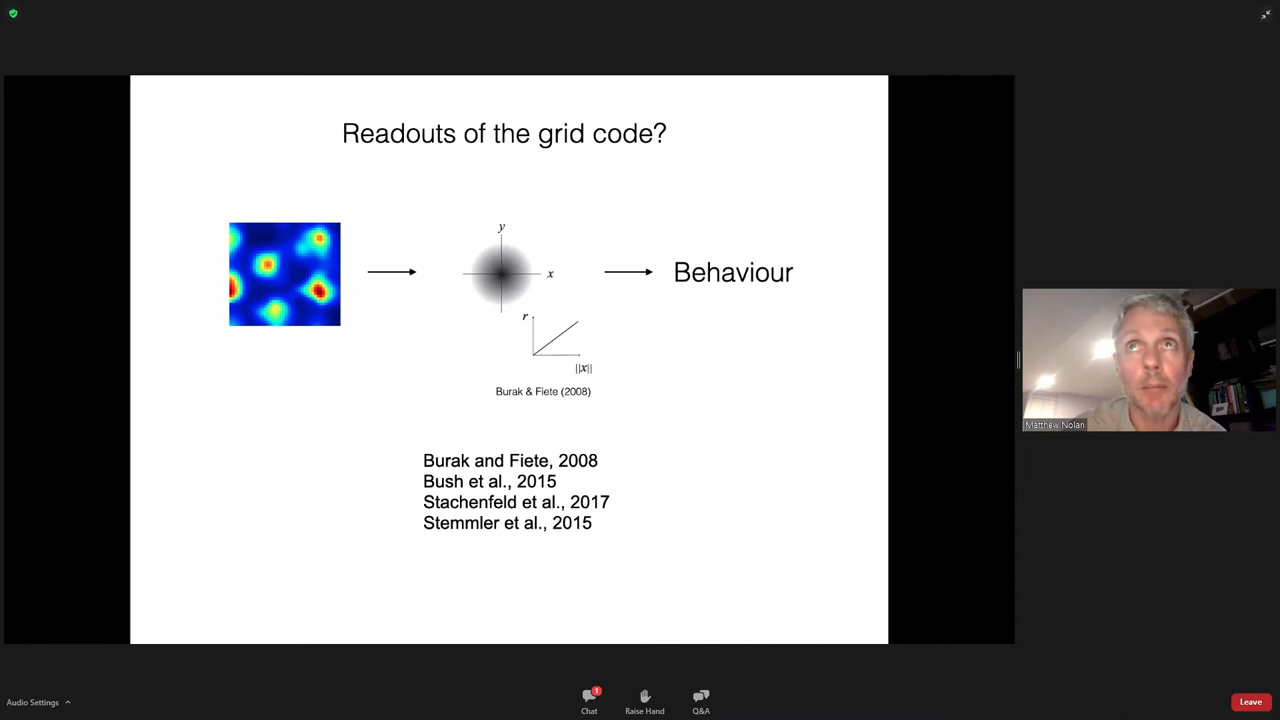 Readouts of the grid code?
y
x
Behaviour
r
||x||
Burak & Fiete (2008)
Burak and Fiete, 2008
Bush et al., 2015
Stachenfeld et al., 2017
Stemmler et al., 2015
Matthew Nolan
Audio Settings
1
Chat
Raise Hand
Q&A
Leave